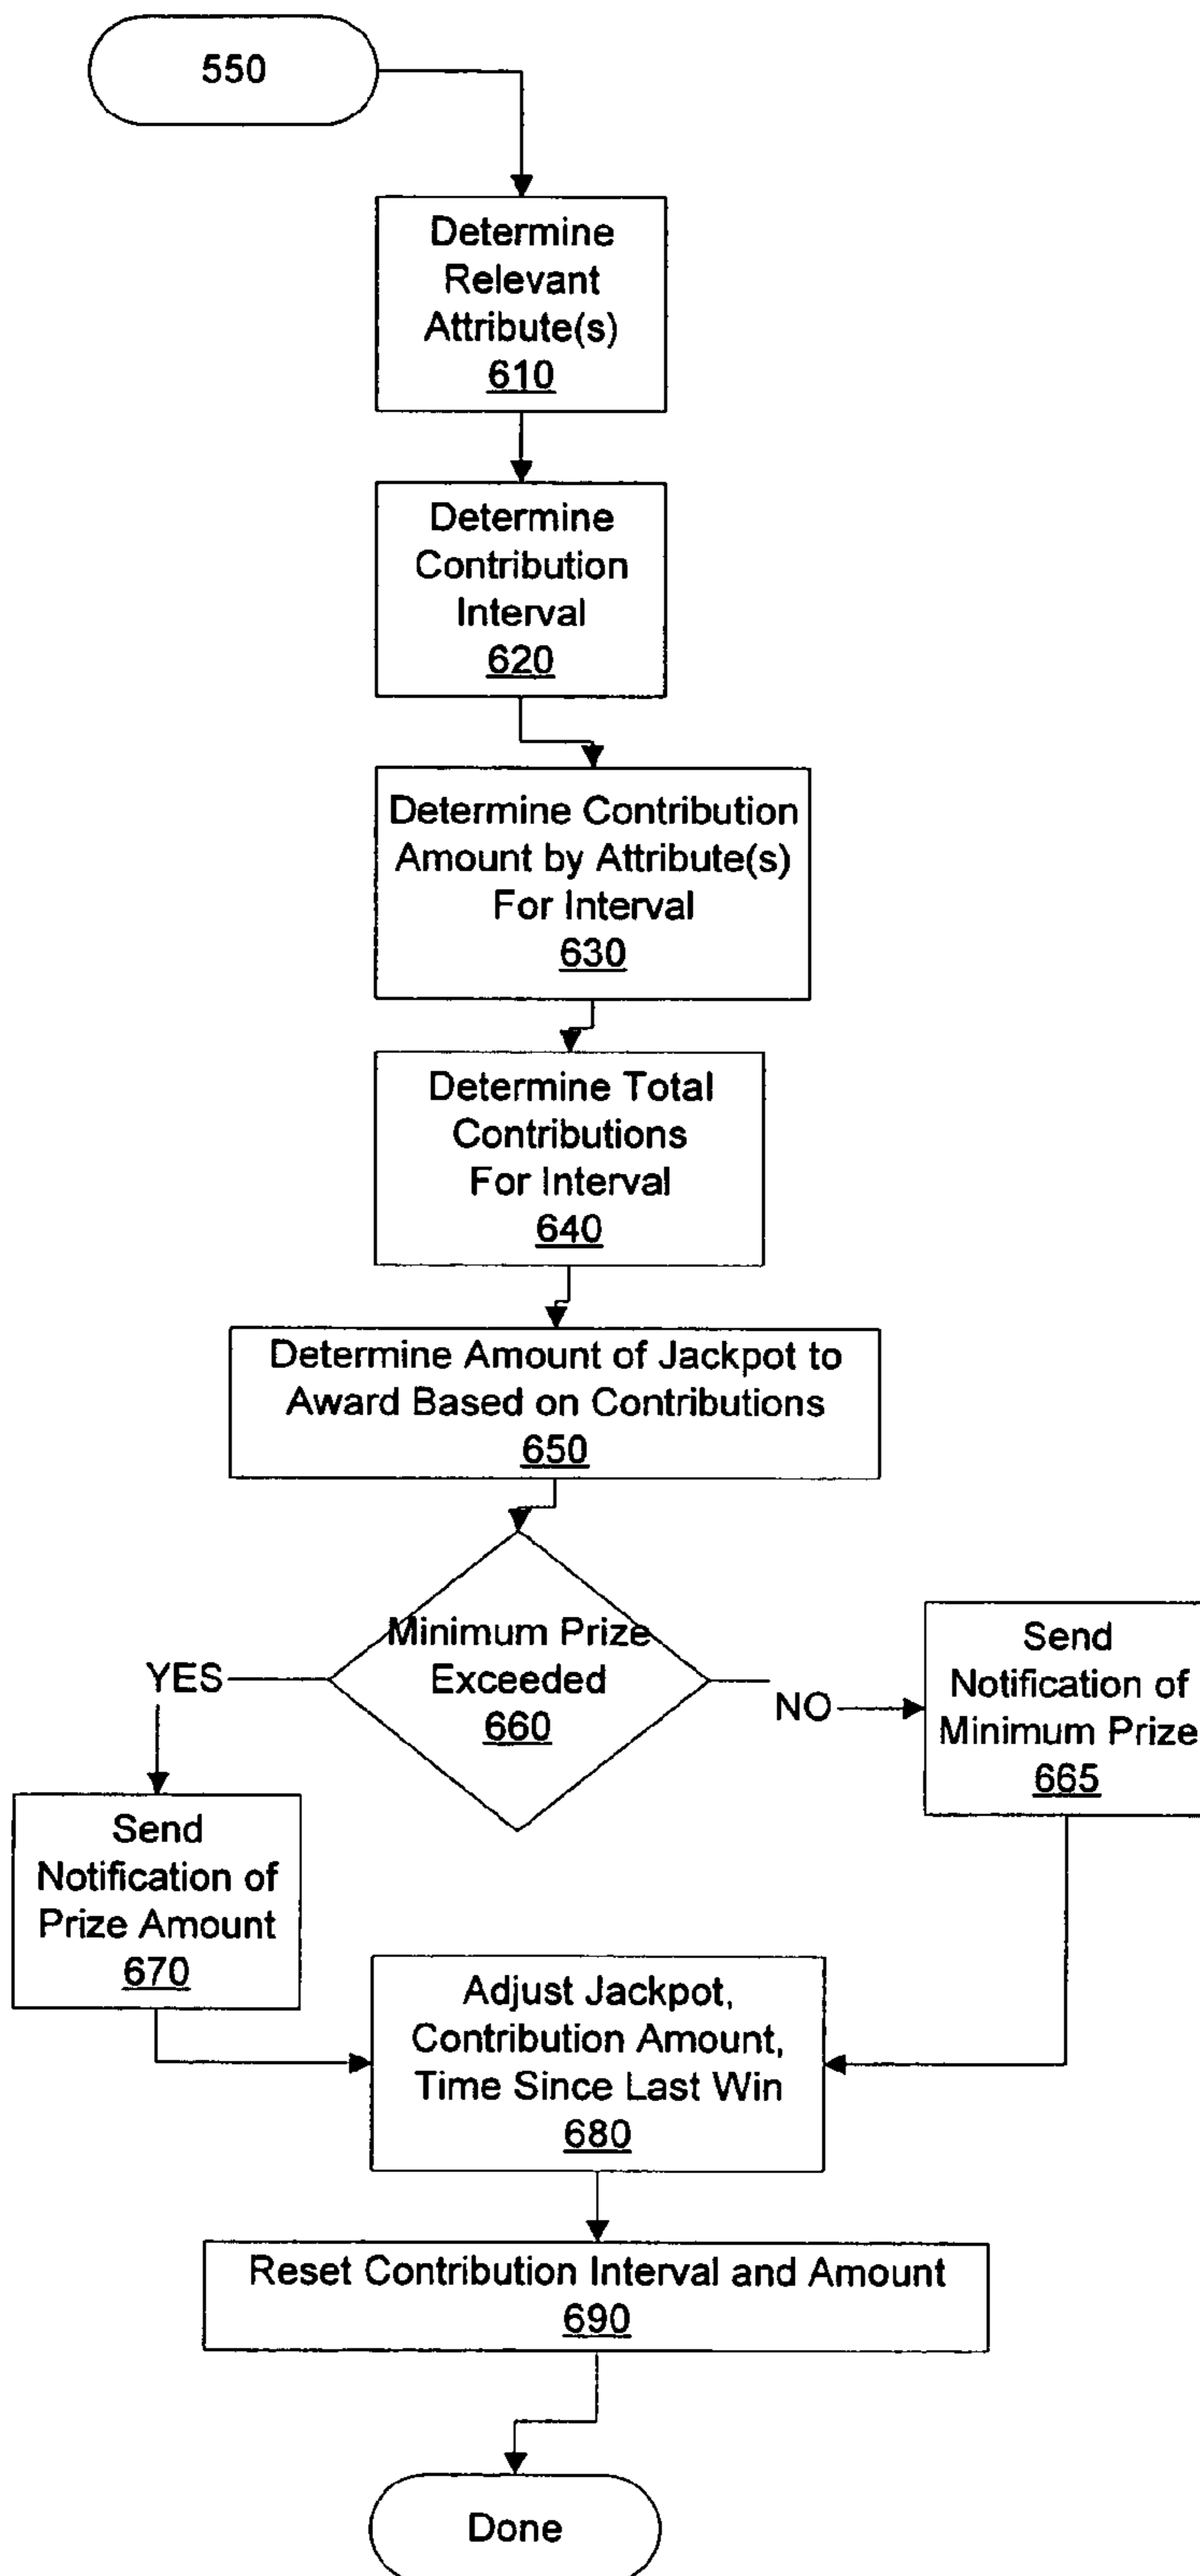 550
Determine
Relevant
Attribute(s)
610
Determine
Contribution
Interval
620
Determine Contribution
Amount by Attribute(s)
For Interval
630
Determine Total
Contributions
For Interval
640
Determine Amount of Jackpot to
Award Based on Contributions
650
Minimum Prize
Exceeded
660
YES
NO
Send
Notification of
Minimum Prize
665
Send
Notification of
Prize Amount
670
Adjust Jackpot,
Contribution Amount,
Time Since Last Win
680
Reset Contribution Interval and Amount
690
Done